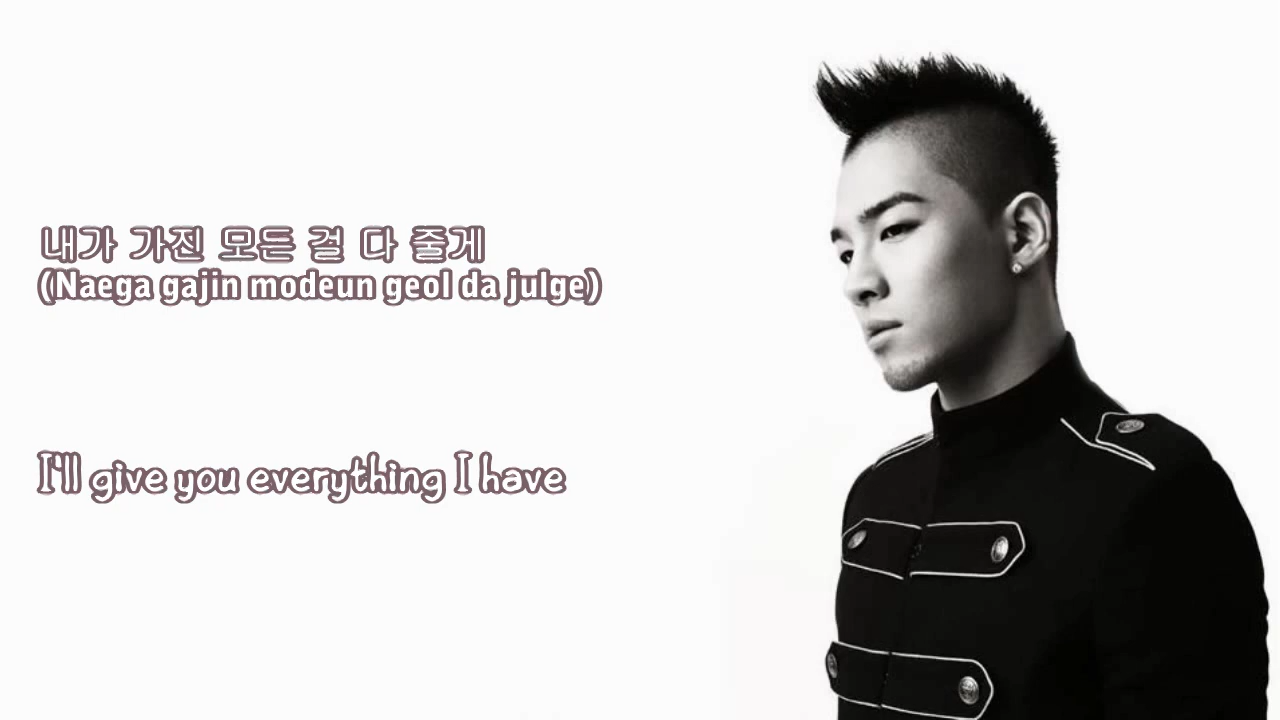 내가 가진 모든 걸 다 줄게
(Naega gajin modeun geol da julge)
I'll give you everything I have